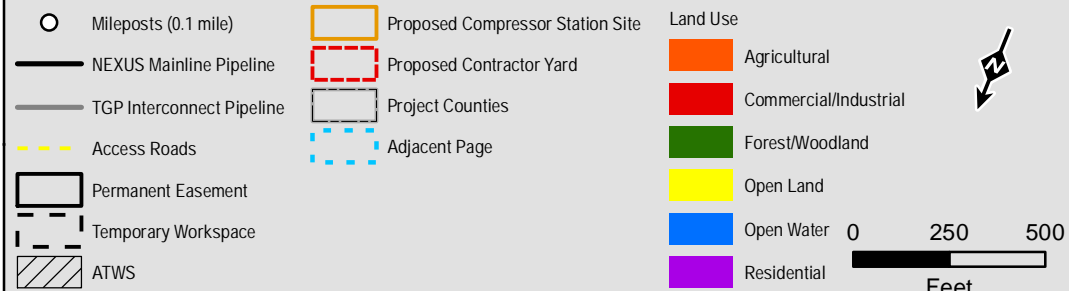 Mileposts (0.1 mile)
NEXUS Mainline Pipeline
TGP Interconnect Pipeline
Access Roads
Permanent Easement
Temporary Workspace
ATWS
Proposed Compressor Station Site
Proposed Contractor Yard
Project Counties
Adjacent Page
Land Use
Agricultural
Commercial/Industrial
Forest/Woodland
Open Land
Open Water
Residential
N
0 250 500
Feet